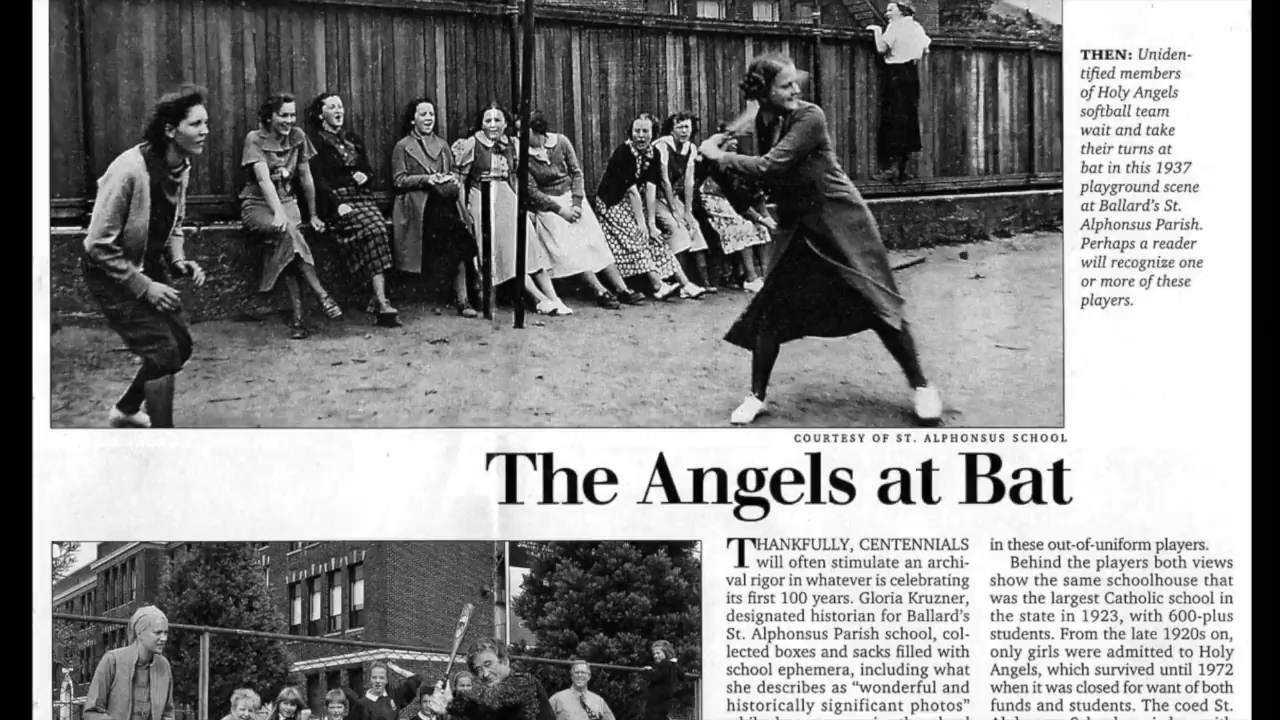 THEN: Uniden-
tified members
of Holy Angels
softball team
wait and take
their turns at
bat in this 1937
playground scene
at Ballard's St.
Alphonsus Parish.
Perhaps a reader
will recognize one
or more of these
players.
COURTESY OF ST. ALPHONSUS SCHOOL
The Angels at Bat
THANKFULLY, CENTENNIALS
will often stimulate an archi-
val rigor in whatever is celebrating
its first 100 years. Gloria Kruzner,
designated historian for Ballard's
St. Alphonsus Parish school, col-
lected boxes and sacks filled with
school ephemera, including what
she describes as "wonderful and
historically significant photos"
in these out-of-uniform players.
Behind the players both views
show the same schoolhouse that
was the largest Catholic school in
the state in 1923, with 600-plus
students. From the late 1920s on,
only girls were admitted to Holy
Angels, which survived until 1972
when it was closed for want of both
funds and students. The coed St.